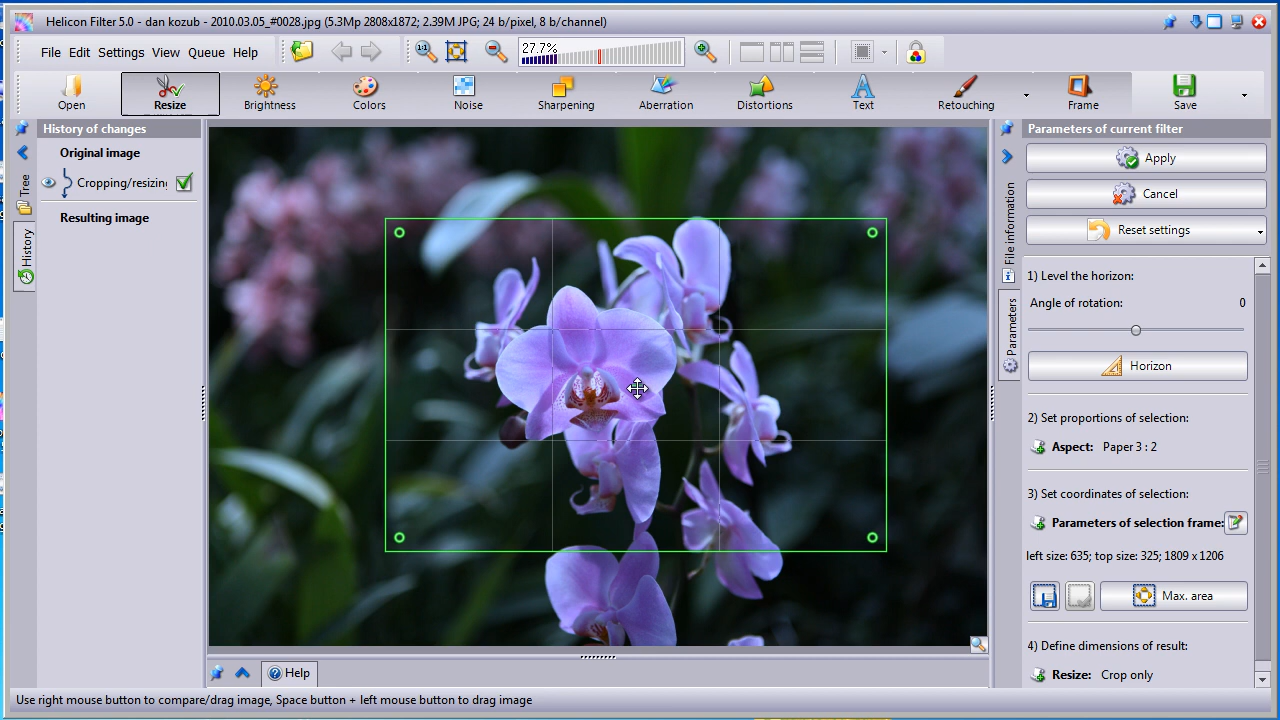 Helicon Filter 5.0 - dan kozub - 2010.03.05_#0028.jpg (5.3Mp 2808x1872; 2.39M JPG; 24 b/pixel, 8 b/channel)
File Edit Settings View Queue Help
1:1
27.7%
Open Resize Brightness Colors Noise Sharpening Aberration Distortions Text Retouching Frame Save
History of changes
Original image
Cropping/resizing
Resulting image
Tree
History
File information
Parameters
Parameters of current filter
Apply
Cancel
Reset settings
1) Level the horizon:
Angle of rotation: 0
Horizon
2) Set proportions of selection:
Aspect: Paper 3 : 2
3) Set coordinates of selection:
Parameters of selection frame:
left size: 635; top size: 325; 1809 x 1206
Max. area
4) Define dimensions of result:
Resize: Crop only
Help
Use right mouse button to compare/drag image, Space button + left mouse button to drag image